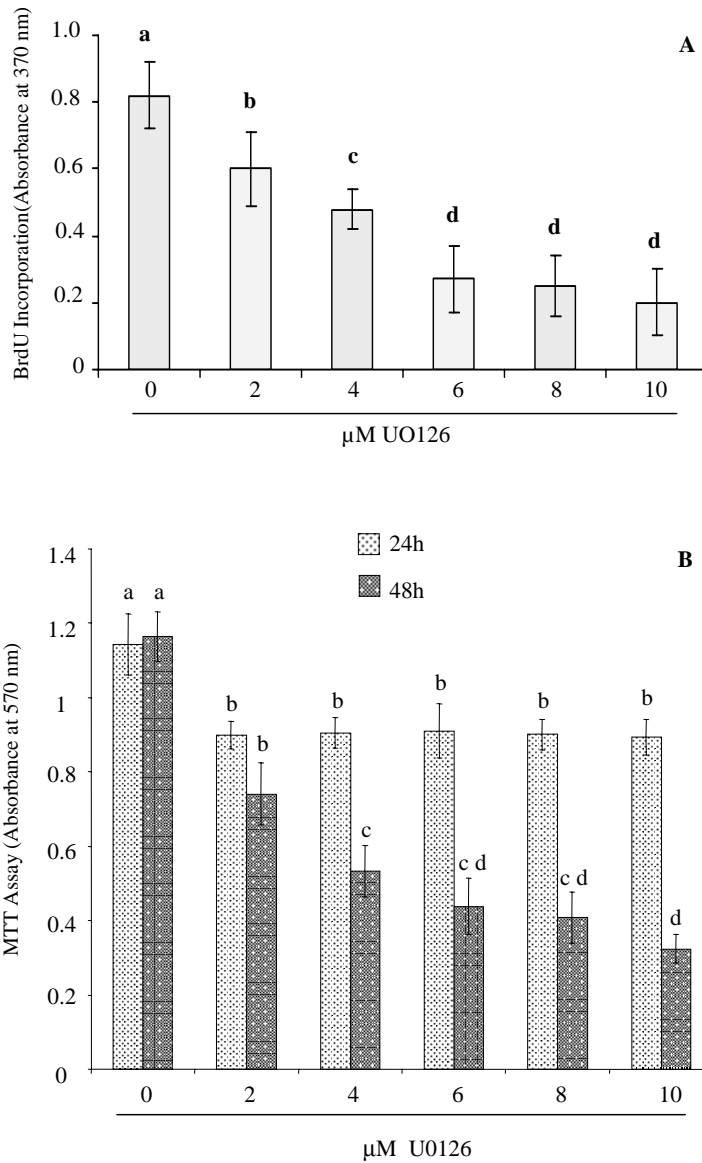 A
BrdU Incorporation(Absorbance at 370 nm)
1.0
0.8
0.6
0.4
0.2
0
a
b
c
d
d
d
0 2 4 6 8 10
µM UO126
B
24h
48h
MTT Assay (Absorbance at 570 nm)
1.4
1.2
1
0.8
0.6
0.4
0.2
0
a a
b b
b c
b c d
b c d
b d
0 2 4 6 8 10
µM U0126